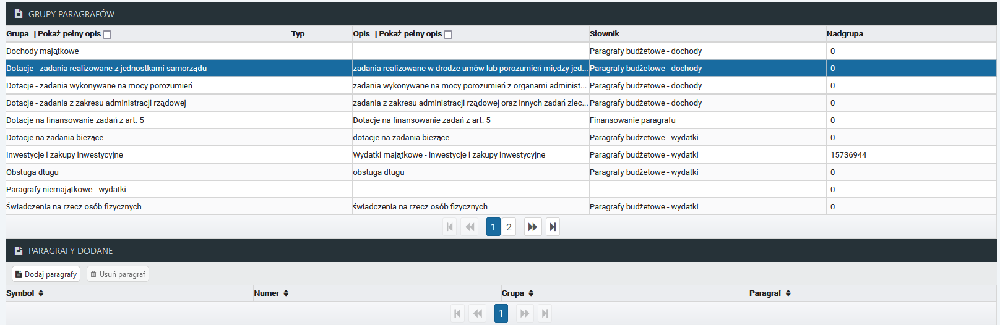 GRUPY PARAGRAFÓW
Grupa | Pokaż pełny opis Typ Opis | Pokaż pełny opis Słownik Nadgrupa
Dochody majątkowe Paragrafy budżetowe - dochody 0
Dotacje - zadania realizowane z jednostkami samorządu zadania realizowane w drodze umów lub porozumień między jed... Paragrafy budżetowe - dochody 0
Dotacje - zadania wykonywane na mocy porozumień zadania wykonywane na mocy porozumień z organami administ... Paragrafy budżetowe - dochody 0
Dotacje - zadania z zakresu administracji rządowej zadania z zakresu administracji rządowej oraz innych zadań zlec... Paragrafy budżetowe - dochody 0
Dotacje na finansowanie zadań z art. 5 Dotacje na finansowanie zadań z art. 5 Finansowanie paragrafu 0
Dotacje na zadania bieżące dotacje na zadania bieżące Paragrafy budżetowe - wydatki 0
Inwestycje i zakupy inwestycyjne Wydatki majątkowe - inwestycje i zakupy inwestycyjne Paragrafy budżetowe - wydatki 15736944
Obsługa długu obsługa długu Paragrafy budżetowe - wydatki 0
Paragrafy niemajątkowe - wydatki 0
Świadczenia na rzecz osób fizycznych świadczenia na rzecz osób fizycznych Paragrafy budżetowe - wydatki 0
1 2
PARAGRAFY DODANE
Dodaj paragrafy Usuń paragraf
Symbol Numer Grupa Paragraf
1